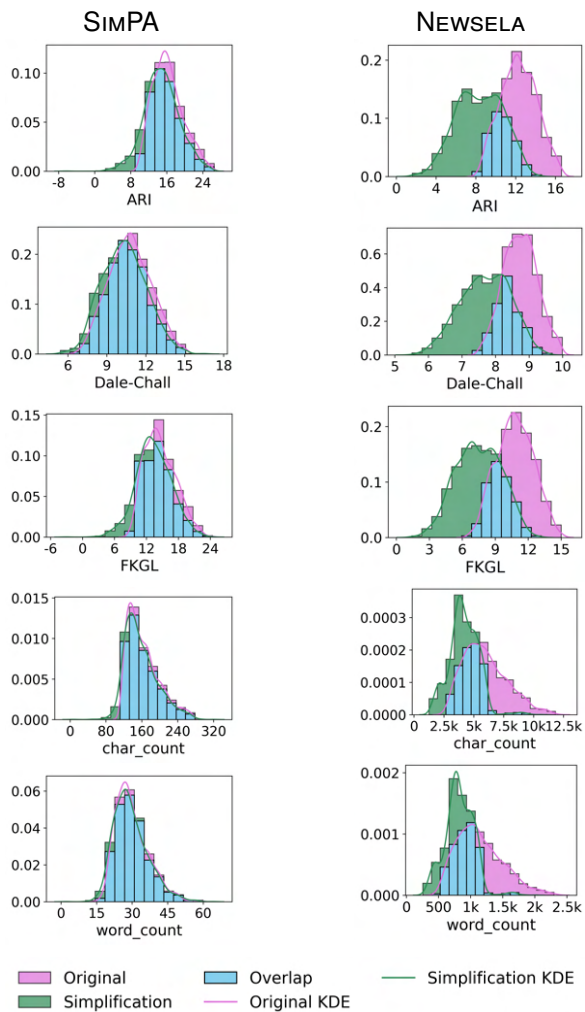 SIMPA
NEWSELA
0.10
0.05
0.00
-8 0 8 16 24
ARI
0.2
0.1
0.0
0 4 8 12 16
ARI
0.2
0.1
0.0
6 9 12 15 18
Dale-Chall
0.6
0.4
0.2
0.0
5 6 7 8 9 10
Dale-Chall
0.15
0.10
0.05
0.00
-6 0 6 12 18 24
FKGL
0.2
0.1
0.0
0 3 6 9 12 15
FKGL
0.015
0.010
0.005
0.000
0 80 160 240 320
char_count
0.0003
0.0002
0.0001
0.0000
0 2.5k 5k 7.5k 10k 12.5k
char_count
0.06
0.04
0.02
0.00
0 15 30 45 60
word_count
0.002
0.001
0.000
0 500 1k 1.5k 2k 2.5k
word_count
Original Overlap Simplification KDE
Simplification Original KDE